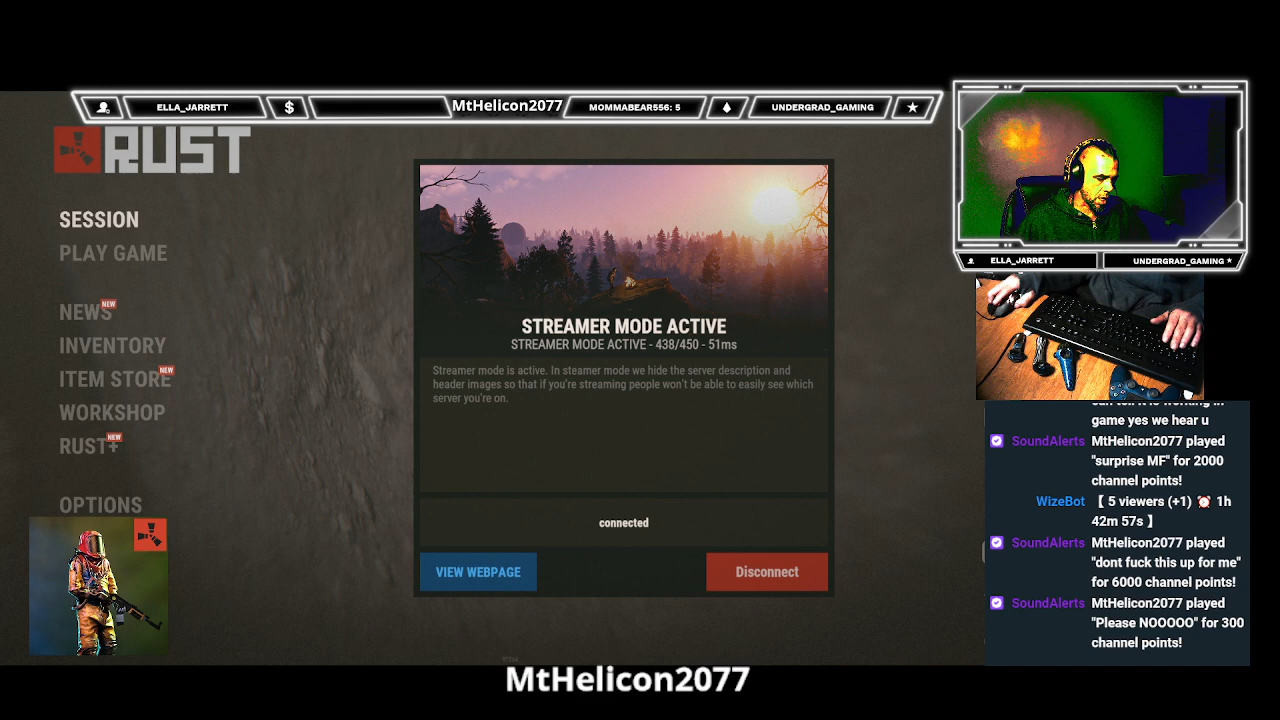 ELLA_JARRETT
$
MtHelicon2077
MOMMABEAR556: 5
UNDERGRAD_GAMING
RUST
SESSION
PLAY GAME
NEWS NEW
INVENTORY
ITEM STORE NEW
WORKSHOP
RUST+ NEW
OPTIONS
STREAMER MODE ACTIVE
STREAMER MODE ACTIVE - 438/450 - 51ms
Streamer mode is active. In steamer mode we hide the server description and
header images so that if you're streaming people won't be able to easily see which
server you're on.
connected
VIEW WEBPAGE
Disconnect
ELLA_JARRETT
UNDERGRAD_GAMING
game yes we hear u
SoundAlerts MtHelicon2077 played
"surprise MF" for 2000
channel points!
WizeBot 【 5 viewers (+1) ⏰ 1h
42m 57s 】
SoundAlerts MtHelicon2077 played
"dont fuck this up for me"
for 6000 channel points!
SoundAlerts MtHelicon2077 played
"Please NOOOOO" for 300
channel points!
MtHelicon2077